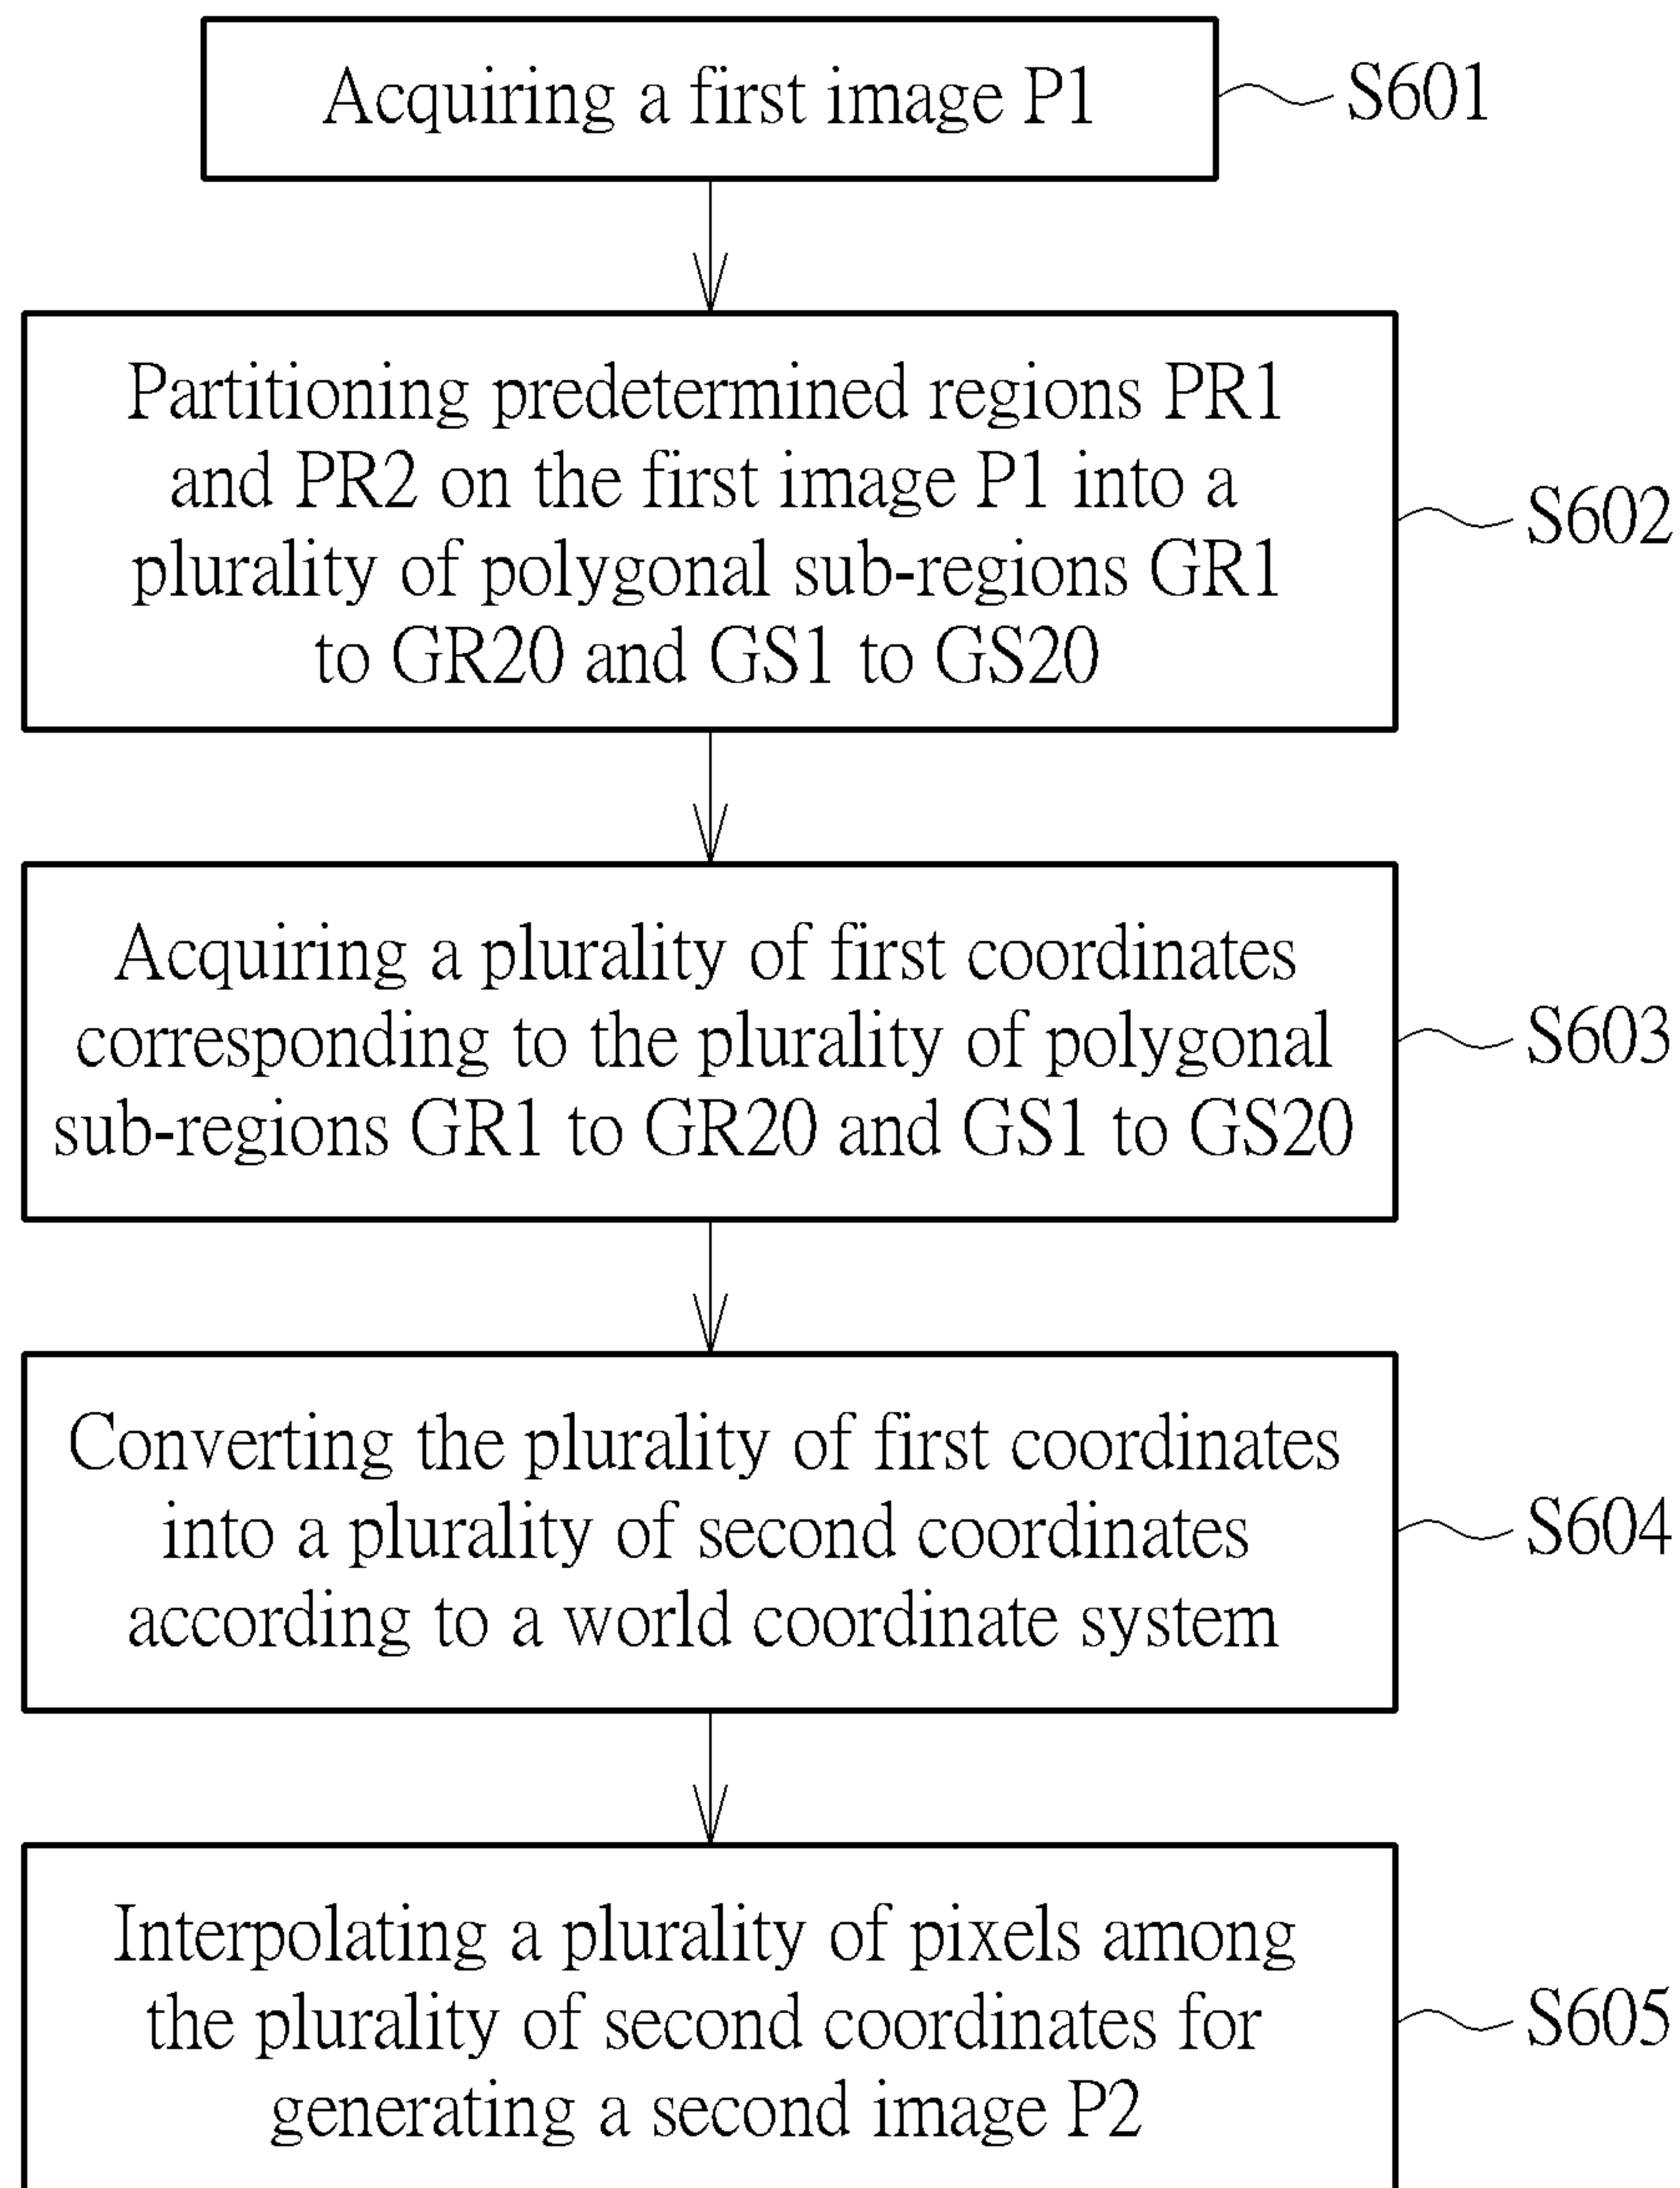 Acquiring a first image P1
S601
Partitioning predetermined regions PR1
and PR2 on the first image P1 into a
plurality of polygonal sub-regions GR1
to GR20 and GS1 to GS20
S602
Acquiring a plurality of first coordinates
corresponding to the plurality of polygonal
sub-regions GR1 to GR20 and GS1 to GS20
S603
Converting the plurality of first coordinates
into a plurality of second coordinates
according to a world coordinate system
S604
Interpolating a plurality of pixels among
the plurality of second coordinates for
generating a second image P2
S605